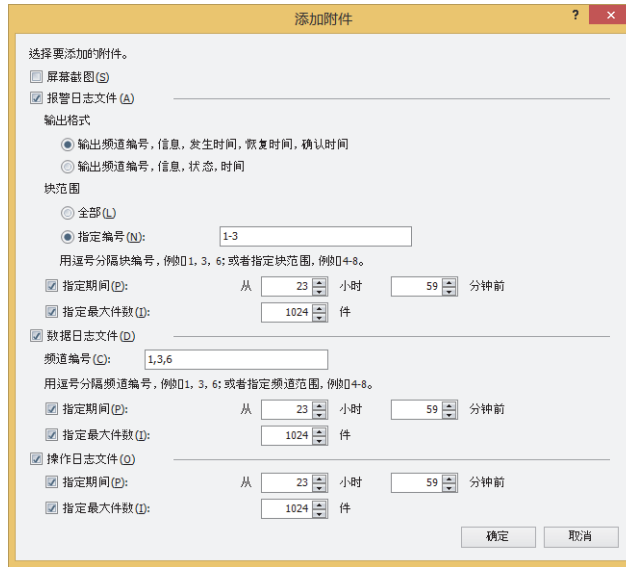 添加附件
? ×
选择要添加的附件。
屏幕截图(S)
报警日志文件(A)
输出格式
输出频道编号,信息,发生时间,恢复时间,确认时间
输出频道编号,信息,状态,时间
块范围
全部(L)
指定编号(N): 1-3
用逗号分隔块编号,例如1, 3, 6;或者指定块范围,例如4-8。
指定期间(P): 从 23 小时 59 分钟前
指定最大件数(I): 1024 件
数据日志文件(D)
频道编号(C): 1,3,6
用逗号分隔频道编号,例如1, 3, 6;或者指定频道范围,例如4-8。
指定期间(P): 从 23 小时 59 分钟前
指定最大件数(I): 1024 件
操作日志文件(O)
指定期间(P): 从 23 小时 59 分钟前
指定最大件数(I): 1024 件
确定 取消